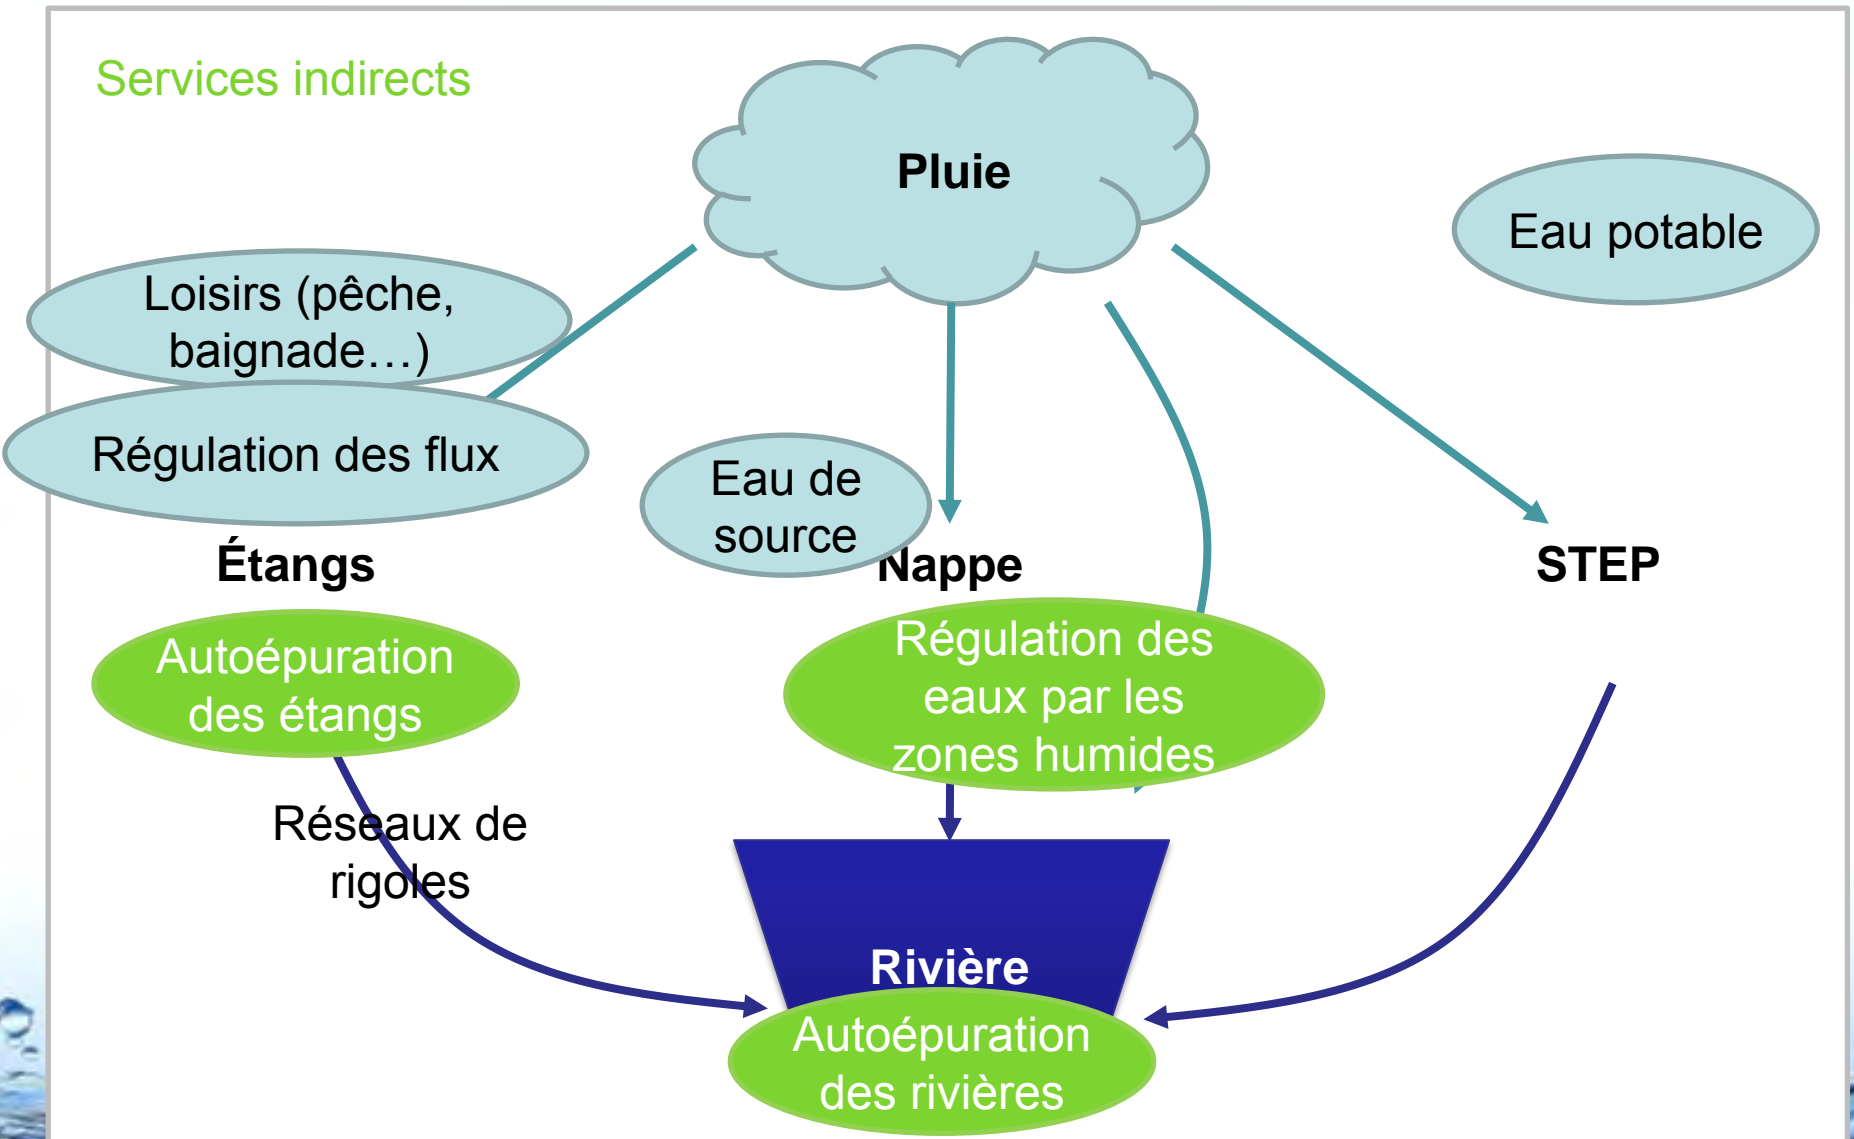 Services indirects
Pluie
Eau potable
Loisirs (pêche,
baignade…)
Régulation des flux
Eau de
source
Étangs
Nappe
STEP
Autoépuration
des étangs
Régulation des
eaux par les
zones humides
Réseaux de
rigoles
Rivière
Autoépuration
des rivières